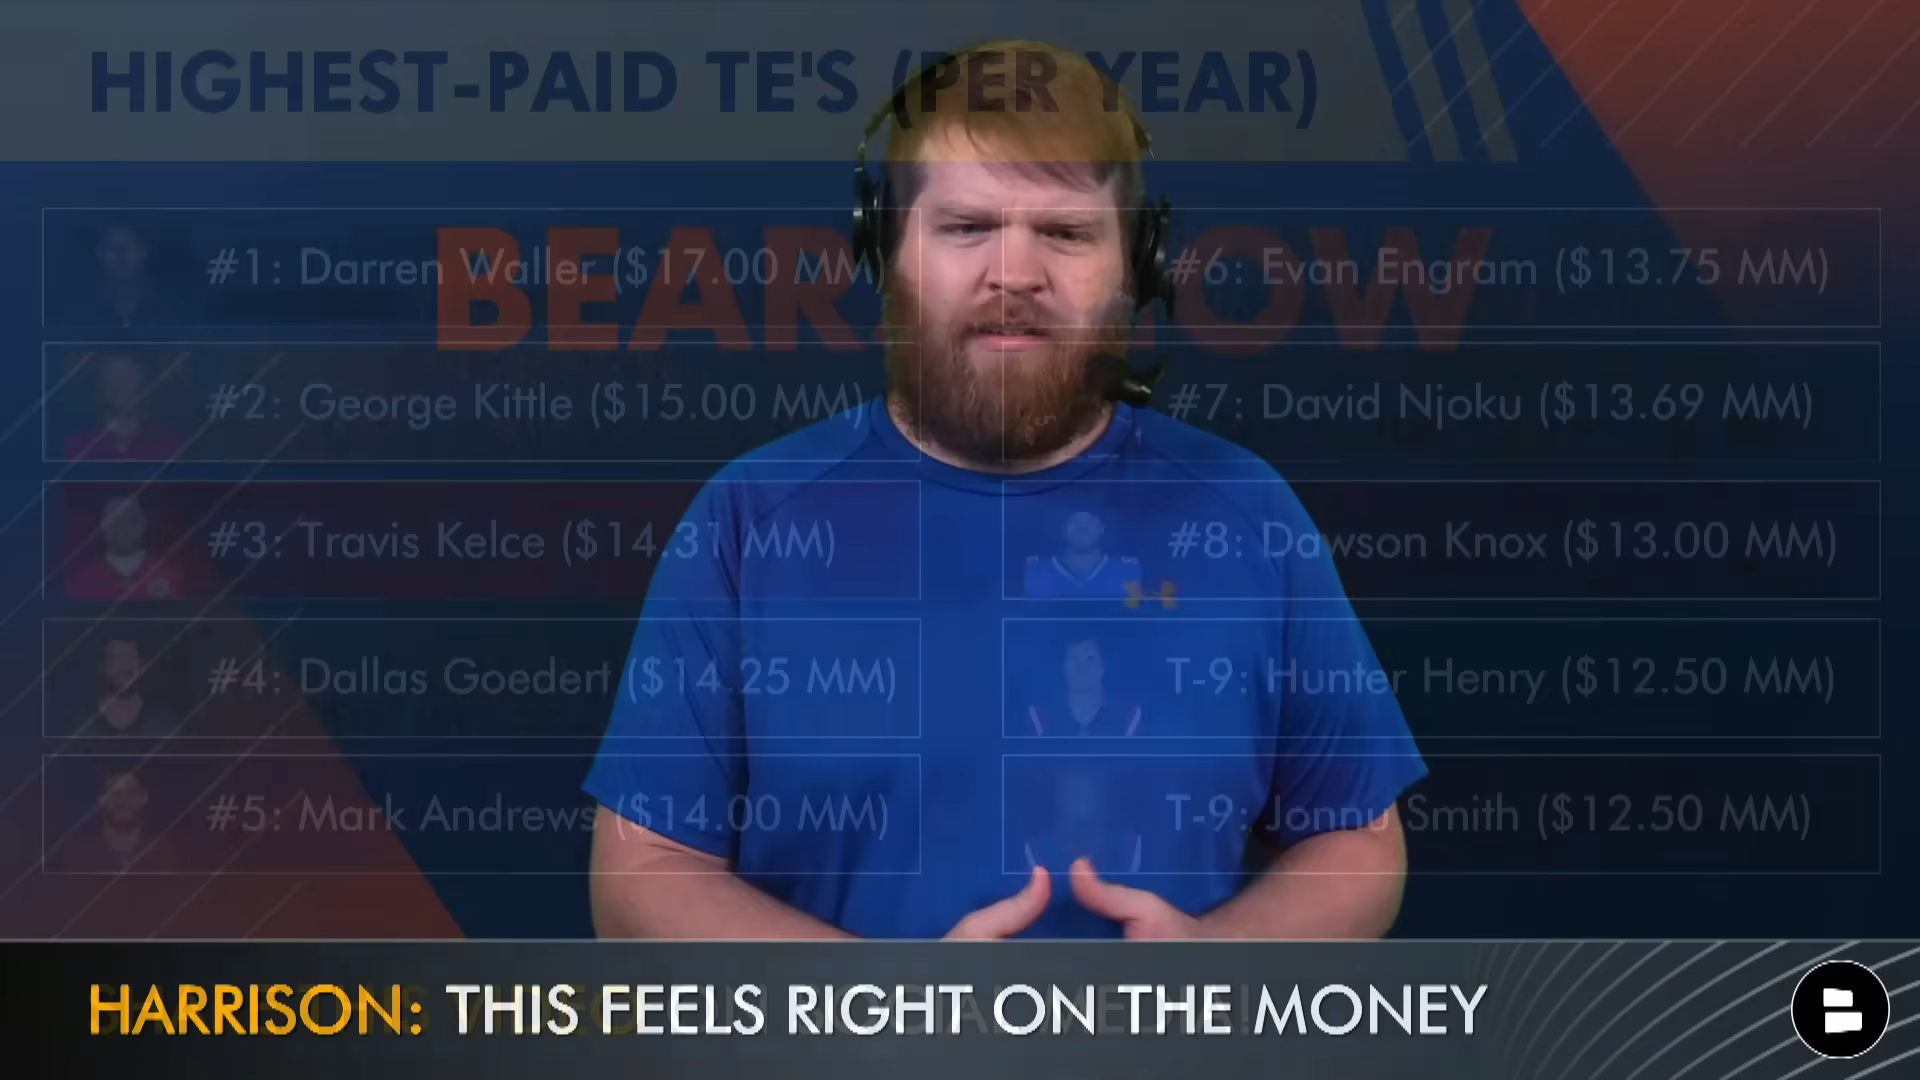 HIGHEST-PAID TE'S (PER YEAR)
#1: Darren Waller ($17.00 MM)
#2: George Kittle ($15.00 MM)
#3: Travis Kelce ($14.31 MM)
#4: Dallas Goedert ($14.25 MM)
#5: Mark Andrews ($14.00 MM)
#6: Evan Engram ($13.75 MM)
#7: David Njoku ($13.69 MM)
#8: Dawson Knox ($13.00 MM)
T-9: Hunter Henry ($12.50 MM)
T-9: Jonnu Smith ($12.50 MM)
BEARS NOW
HARRISON: THIS FEELS RIGHT ON THE MONEY